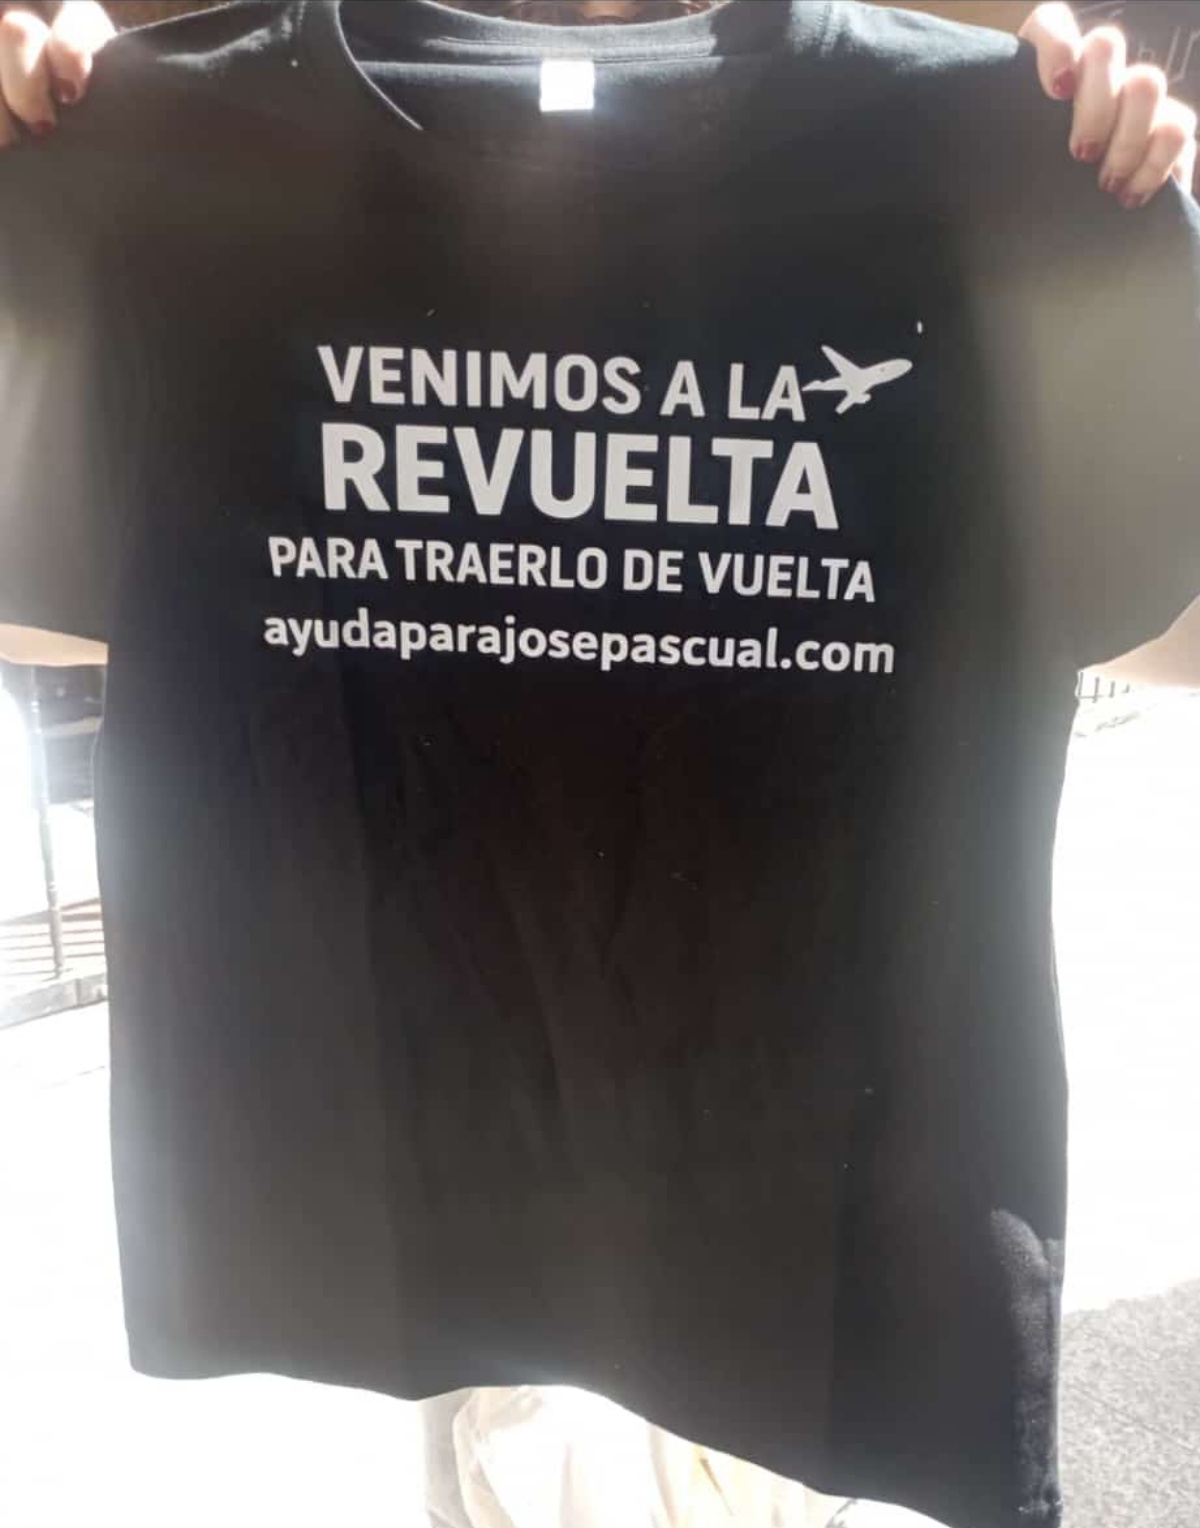 VENIMOS A LA
REVUELTA
PARA TRAERLO DE VUELTA
ayudaparajosepascual.com